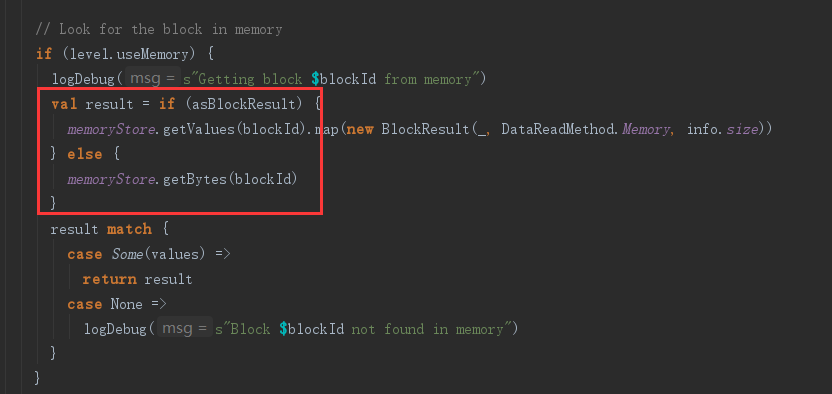 // Look for the block in memory
if (level.useMemory) {
logDebug( msg = s"Getting block $blockId from memory")
val result = if (asBlockResult) {
memoryStore.getValues(blockId).map(new BlockResult(_, DataReadMethod.Memory, info.size))
} else {
memoryStore.getBytes(blockId)
}
result match {
case Some(values) =>
return result
case None =>
logDebug( msg = s"Block $blockId not found in memory")
}
}